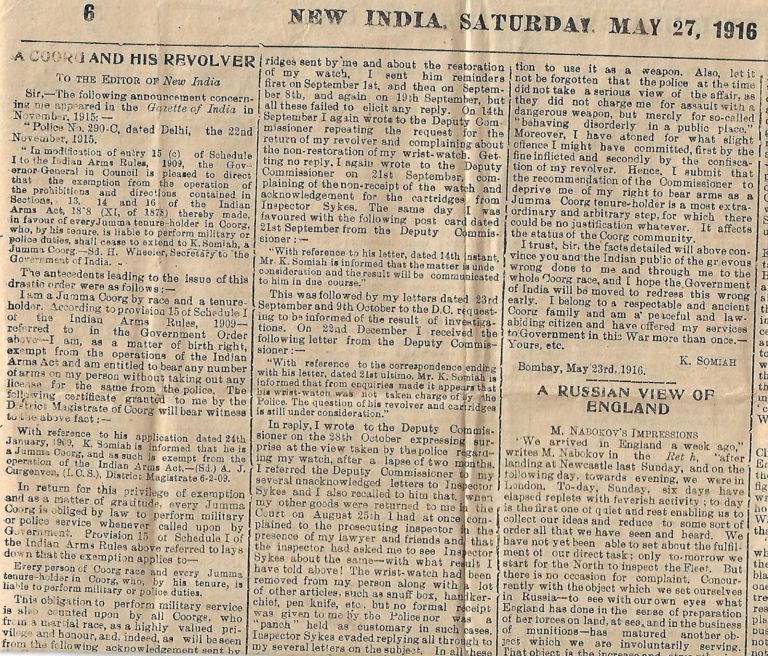 6
NEW INDIA, SATURDAY, MAY 27, 1916
A COORG AND HIS REVOLVER
TO THE EDITOR OF New India
Sir,—The following announcement concern-
ing me appeared in the Gazette of India in
November, 1915:—
"Police No. 290-C, dated Delhi, the 22nd
November, 1915.
"In modification of entry 15 (c) of Schedule
I to the Indian Arms Rules, 1909, the Gov-
ernor-General in Council is pleased to direct
that the exemption from the operation of
the prohibitions and directions contained in
Sections, 13, 14 and 16 of the Indian
Arms Act, 18'8 (XI, of 1878) thereby made,
in favour of every Jumma tenure-holder in Coorg,
who, by his tenure, is liable to perform military or
police duties, shall cease to extend to K. Somiah, a
Jumma Coorg—Sd. H. Wheeler, Secretary to the
Government of India.
The antecedents leading to the issue of this
drastic order were as follows:—
I am a Jumma Coorg by race and a tenure-
holder. According to provision 15 of Schedule I
of the Indian Arms Rules, 1909—
referred to in the Government Order
above—I am, as a matter of birth right,
exempt from the operations of the Indian
Arms Act and am entitled to bear any number
of arms on my person without taking out any
license for the same from the police. The
following certificate granted to me by the
District Magistrate of Coorg will bear witness
to the above fact:—
With reference to his application dated 24th
January, 1909, K. Somiah is informed that he is
a Jumma Coorg, and as such is exempt from the
operation of the Indian Arms Act.—(Sd.) A. J.
Curgenven, (I. C. S.), District Magistrate 6-2-09.
In return for this privilege of exemption
and as a matter of gratitude, every Jumma
Coorg is obliged by law to perform military
or police service whenever called upon by
Government. Provision 15 of Schedule I of
the Indian Arms Rules above referred to lays
down that the exemption applies to—
Every person of Coorg race and every Jumma
tenure-holder in Coorg, who, by his tenure, is
liable to perform military or police duties.
This obligation to perform military service
is also counted upon by all Coorgs, who
from a martial race, as a highly valued pri-
vilege and honour, and, indeed, as will be seen
from the following acknowledgement sent by
ridges sent by me and about the restoration
of my watch, I sent him reminders
first on September 1st, and then on Septem-
ber 8th, and again on 19th September, but
all these failed to elicit any reply. On 14th
September I again wrote to the Deputy Com-
missioner repeating the request for the
return of my revolver and complaining about
the non-restoration of my wrist-watch. Get-
ting no reply, I again wrote to the Deputy
Commissioner on 21st September, com-
plaining of the non-receipt of the watch and
acknowledgement for the cartridges from
Inspector Sykes. The same day I was
favoured with the following post card dated
21st September from the Deputy Commis-
sioner:—
"With reference to his letter, dated 14th instant,
Mr. K. Somiah is informed that the matter is under
consideration and the result will be communicated
to him in due course."
This was followed by my letters dated 23rd
September and 9th October to the D.C. request-
ing to be informed of the result of investiga-
tions. On 22nd December I received the
following letter from the Deputy Commis-
sioner:—
"With reference to the correspondence ending
with his letter, dated 21st ultimo, Mr. K. Somiah is
informed that from enquiries made it appears that
his wrist-watch was not taken charge of by the
Police. The question of his revolver and cartridges
is still under consideration."
In reply, I wrote to the Deputy Commis-
sioner on the 28th October expressing sur-
prise at the view taken by the police regard-
ing my watch, after a lapse of two months.
I referred the Deputy Commissioner to my
several unacknowledged letters to Inspector
Sykes and I also recalled to him that, when
my other goods were returned to me in the
Court on August 25th I had at once com-
plained to the prosecuting inspector in the
presence of my lawyer and friends and that
the inspector had asked me to see Inspector
Sykes about the same—with what result I
have told above! The wrist-watch had been
removed from my person along with a lot
of other articles, such as snuff box, handker-
chief, pen knife, etc., but no formal receipt
was given to me by the Police nor was a
"panch" held as customary in such cases.
Inspector Sykes evaded replying all through to
my several letters on the subject. In all these
tion to use it as a weapon. Also, let it
not be forgotten that the police at the time
did not take a serious view of the affair, as
they did not charge me for assault with a
dangerous weapon, but merely for so-called
"behaving disorderly in a public place."
Moreover, I have atoned for what slight
offence I might have committed, first by the
fine inflicted and secondly by the confisca-
tion of my revolver. Hence, I submit that
the recommendation of the Commissioner to
deprive me of my right to bear arms as a
Jumma Coorg tenure-holder is a most extra-
ordinary and arbitrary step, for which there
could be no justification whatever. It affects
the status of the Coorg community.
I trust, Sir, the facts detailed will above con-
vince you and the Indian public of the grevous
wrong done to me and through me to the
whole Coorg race, and I hope the Government
of India will be moved to redress this wrong
early. I belong to a respectable and ancient
Coorg family and am a' peaceful and law-
abiding citizen and have offered my services
to Government in this War more than once.—
Yours, etc.
K. SOMIAH
Bombay, May 23rd, 1916.
A RUSSIAN VIEW OF
ENGLAND
M. NABOKOV'S IMPRESSIONS
'We arrived in England a week ago,"
writes M. Nabokov in the Ret h, "after
landing at Newcastle last Sunday, and on the
following day, towards evening, we were in
London. To-day, Sunday, six days have
elapsed replete with feverish activity; to-day
is the first one of quiet and rest enabling us to
collect our ideas and reduce to some sort of
order all that we have seen and heard. We
have not yet been able to set about the fulfil-
ment of our direct task; only to-morrow we
start for the North to inspect the Fleet. But
there is no occasion for complaint. Concur-
rently with the object which we set ourselves
in Russia—to see with our own eyes what
England has done in the sense of preparation
of her forces on land, at sea, and in the business
of munitions—has matured another ob-
ject which we are involuntarily serving.
That object is the increase and